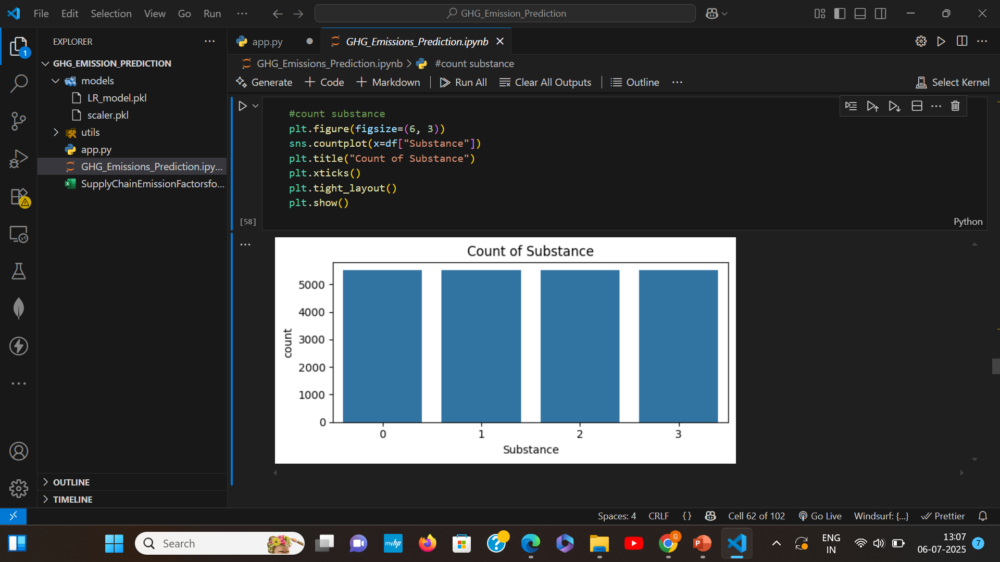 File Edit Selection View Go Run ···
GHG_Emission_Prediction
EXPLORER
1
GHG_EMISSION_PREDICTION
models
LR_model.pkl
scaler.pkl
utils
app.py
GHG_Emissions_Prediction.ipy...
SupplyChainEmissionFactorsfo...
OUTLINE
TIMELINE
app.py
GHG_Emissions_Prediction.ipynb
GHG_Emissions_Prediction.ipynb > #count substance
Generate + Code + Markdown Run All Clear All Outputs Outline ··· Select Kernel
#count substance
plt.figure(figsize=(6, 3))
sns.countplot(x=df["Substance"])
plt.title("Count of Substance")
plt.xticks()
plt.tight_layout()
plt.show()
[58]
Python
Count of Substance
count
5000
4000
3000
2000
1000
0
0 1 2 3
Substance
Spaces: 4 CRLF {} Cell 62 of 102 Go Live Windsurf: {...} Prettier
Search
myhp
G
P
ENG
IN
13:07
06-07-2025
7